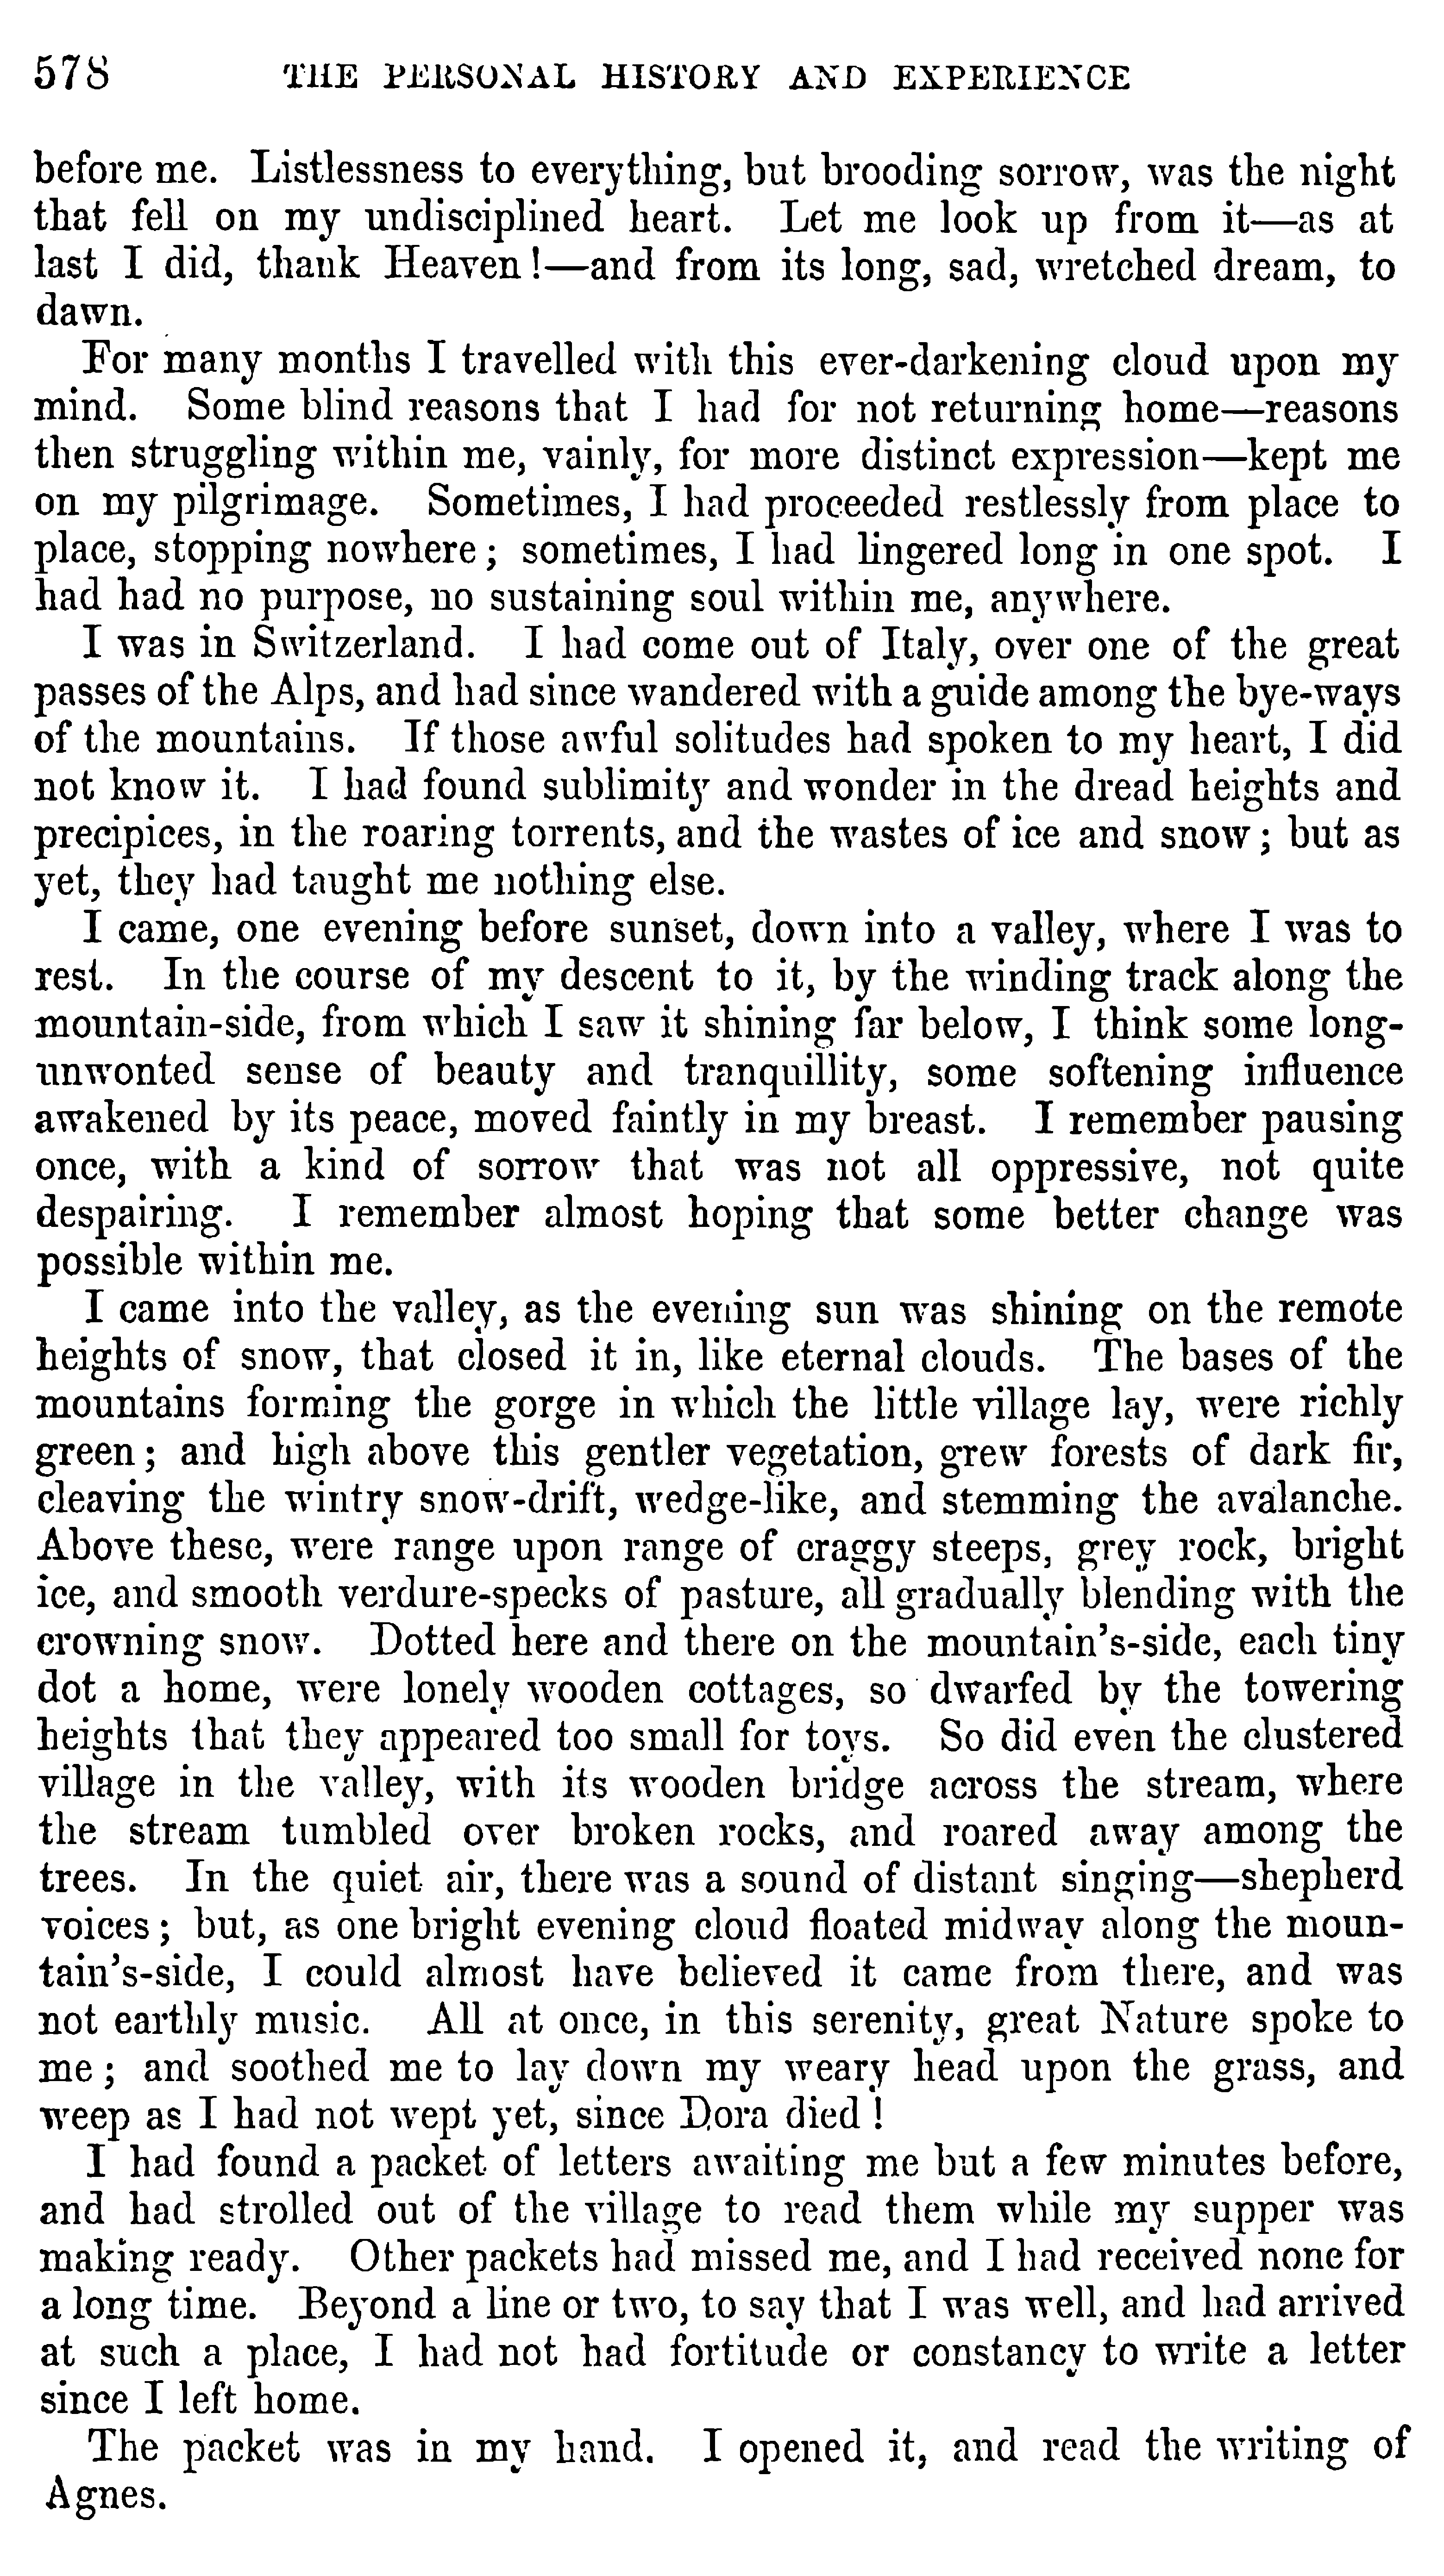 578 THE PERSONAL HISTORY AND EXPERIENCE
before me. Listlessness to everything, but brooding sorrow, was the night
that fell on my undisciplined heart. Let me look up from it—as at
last I did, thank Heaven!—and from its long, sad, wretched dream, to
dawn.
For many months I travelled with this ever-darkening cloud upon my
mind. Some blind reasons that I had for not returning home—reasons
then struggling within me, vainly, for more distinct expression—kept me
on my pilgrimage. Sometimes, I had proceeded restlessly from place to
place, stopping nowhere; sometimes, I had lingered long in one spot. I
had had no purpose, no sustaining soul within me, anywhere.
I was in Switzerland. I had come out of Italy, over one of the great
passes of the Alps, and had since wandered with a guide among the bye-ways
of the mountains. If those awful solitudes had spoken to my heart, I did
not know it. I had found sublimity and wonder in the dread heights and
precipices, in the roaring torrents, and the wastes of ice and snow; but as
yet, they had taught me nothing else.
I came, one evening before sunset, down into a valley, where I was to
rest. In the course of my descent to it, by the winding track along the
mountain-side, from which I saw it shining far below, I think some long-
unwonted sense of beauty and tranquillity, some softening influence
awakened by its peace, moved faintly in my breast. I remember pausing
once, with a kind of sorrow that was not all oppressive, not quite
despairing. I remember almost hoping that some better change was
possible within me.
I came into the valley, as the evening sun was shining on the remote
heights of snow, that closed it in, like eternal clouds. The bases of the
mountains forming the gorge in which the little village lay, were richly
green; and high above this gentler vegetation, grew forests of dark fir,
cleaving the wintry snow-drift, wedge-like, and stemming the avalanche.
Above these, were range upon range of craggy steeps, grey rock, bright
ice, and smooth verdure-specks of pasture, all gradually blending with the
crowning snow. Dotted here and there on the mountain's-side, each tiny
dot a home, were lonely wooden cottages, so dwarfed by the towering
heights that they appeared too small for toys. So did even the clustered
village in the valley, with its wooden bridge across the stream, where
the stream tumbled over broken rocks, and roared away among the
trees. In the quiet air, there was a sound of distant singing—shepherd
voices; but, as one bright evening cloud floated midway along the moun-
tain's-side, I could almost have believed it came from there, and was
not earthly music. All at once, in this serenity, great Nature spoke to
me; and soothed me to lay down my weary head upon the grass, and
weep as I had not wept yet, since Dora died!
I had found a packet of letters awaiting me but a few minutes before,
and had strolled out of the village to read them while my supper was
making ready. Other packets had missed me, and I had received none for
a long time. Beyond a line or two, to say that I was well, and had arrived
at such a place, I had not had fortitude or constancy to write a letter
since I left home.
The packet was in my hand. I opened it, and read the writing of
Agnes.